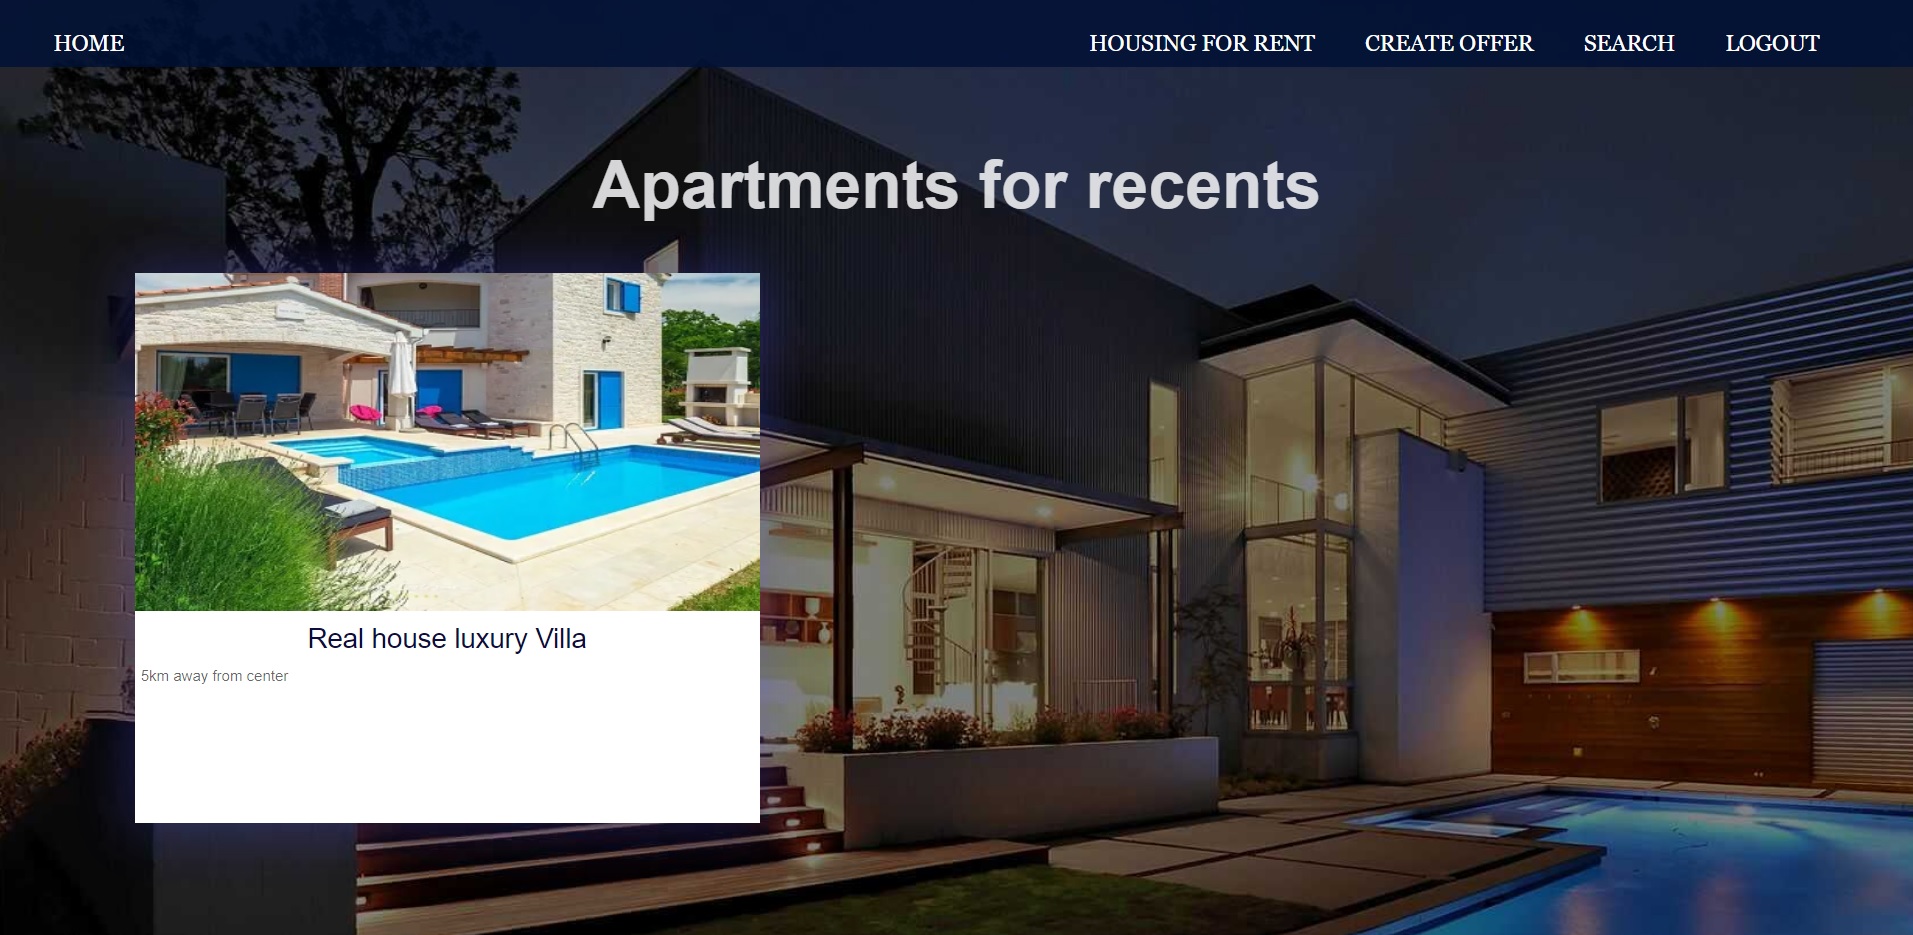 HOME
HOUSING FOR RENT
CREATE OFFER
SEARCH
LOGOUT
Apartments for recents
Real house luxury Villa
5km away from center